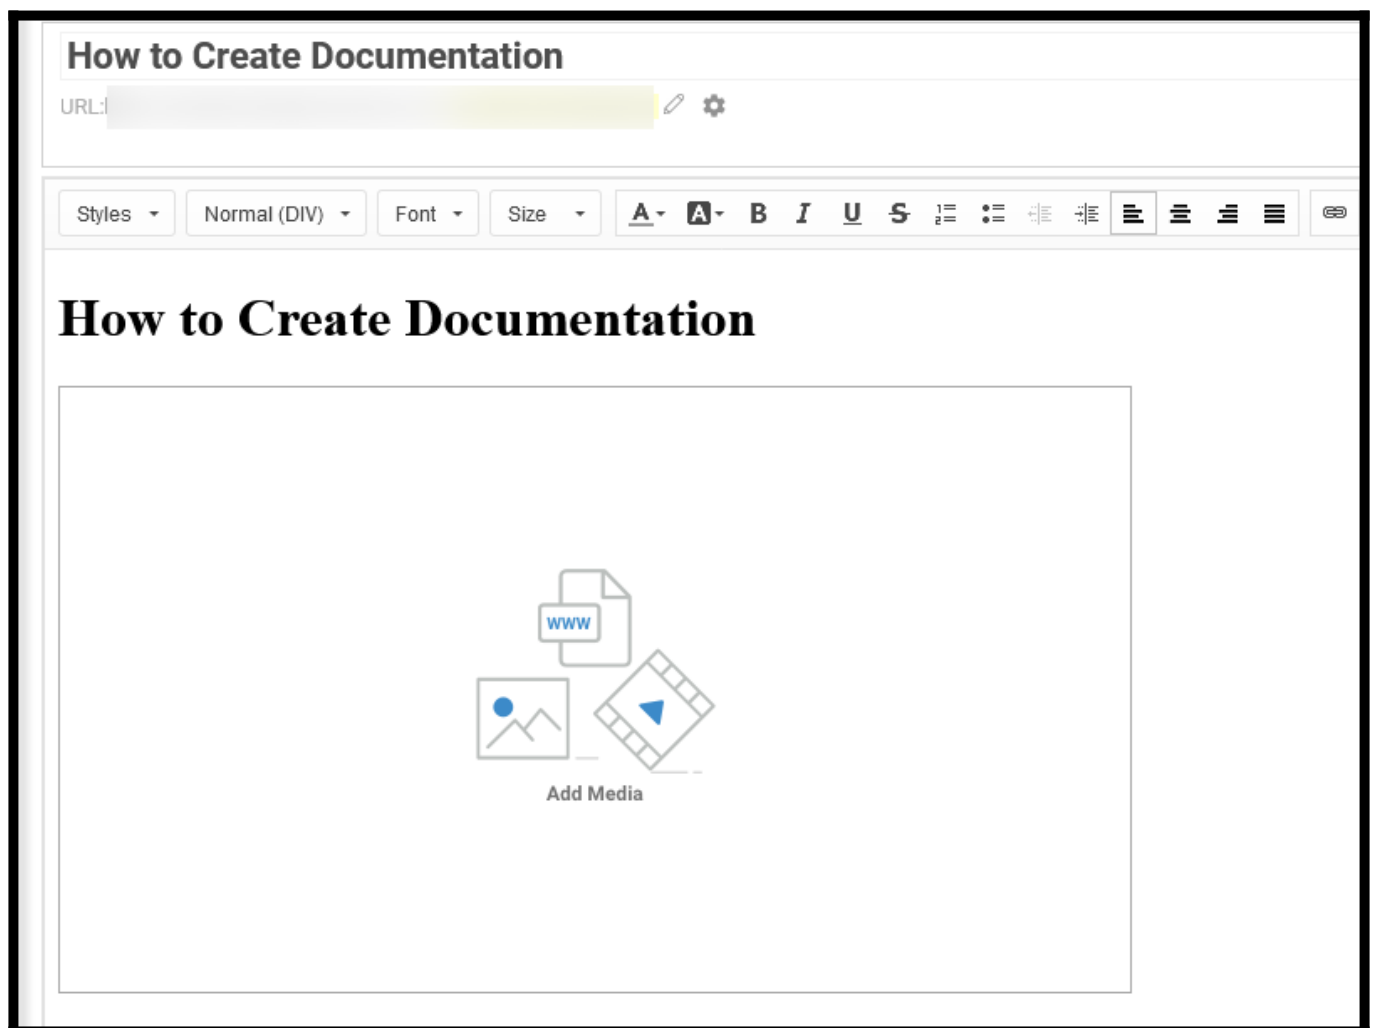 How to Create Documentation
URL:
Styles Normal (DIV) Font Size A A B I U S
How to Create Documentation
www
Add Media